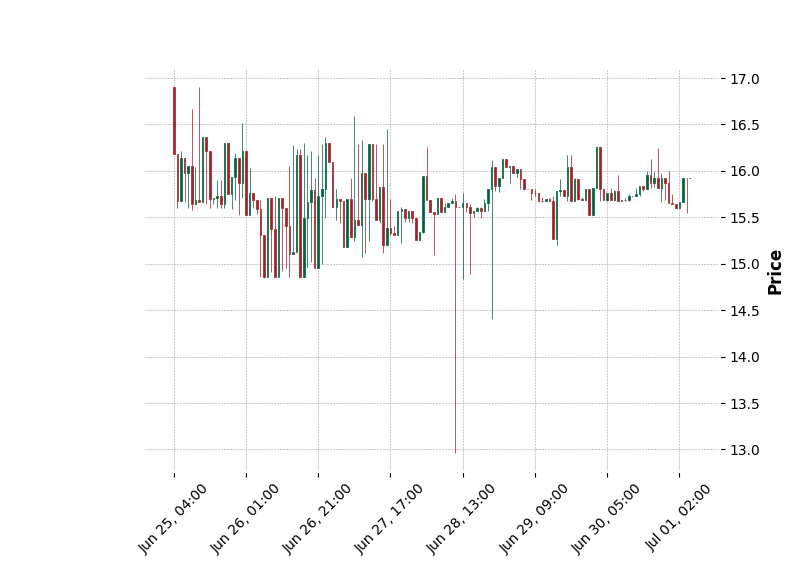 17.0
16.5
16.0
15.5
15.0
14.5
14.0
13.5
13.0
Price
Jun 25, 04:00
Jun 26, 01:00
Jun 26, 21:00
Jun 27, 17:00
Jun 28, 13:00
Jun 29, 09:00
Jun 30, 05:00
Jul 01, 02:00